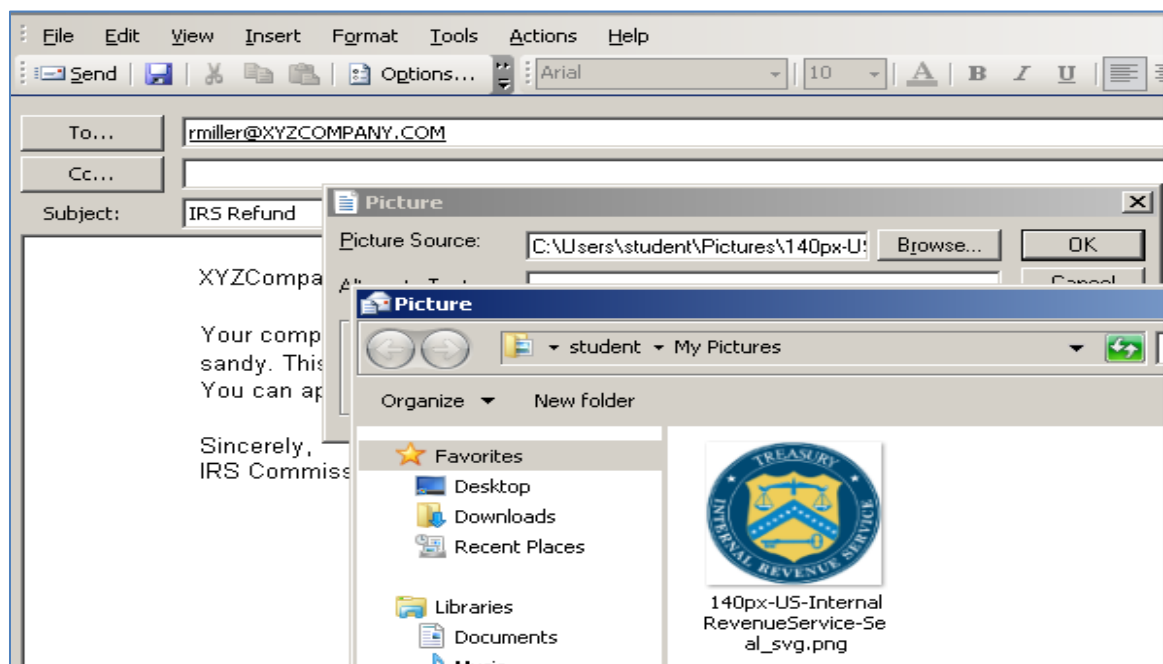 File Edit View Insert Format Tools Actions Help
Send Options... Arial 10 A B I U
To... rmiller@XYZCOMPANY.COM
Cc...
Subject: IRS Refund
Picture
Picture Source: C:\Users\student\Pictures\140px-U Browse... OK
Cancel
XYZCompa
Picture
Your comp
sandy. This
You can ap
Sincerely,
IRS Commiss
student My Pictures
Organize New folder
Favorites
Desktop
Downloads
Recent Places
Libraries
Documents
TREASURY
INTERNAL REVENUE SERVICE
140px-US-Internal
RevenueService-Se
al_svg.png